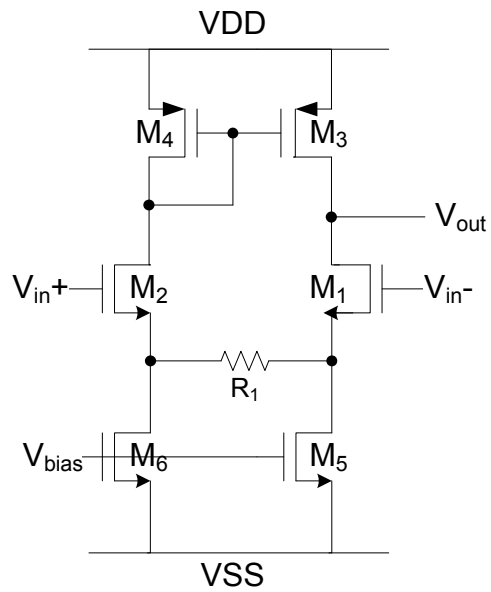 VDD
M4 M3
Vout
Vin+ M2 M1 Vin-
R1
Vbias M6 M5
VSS